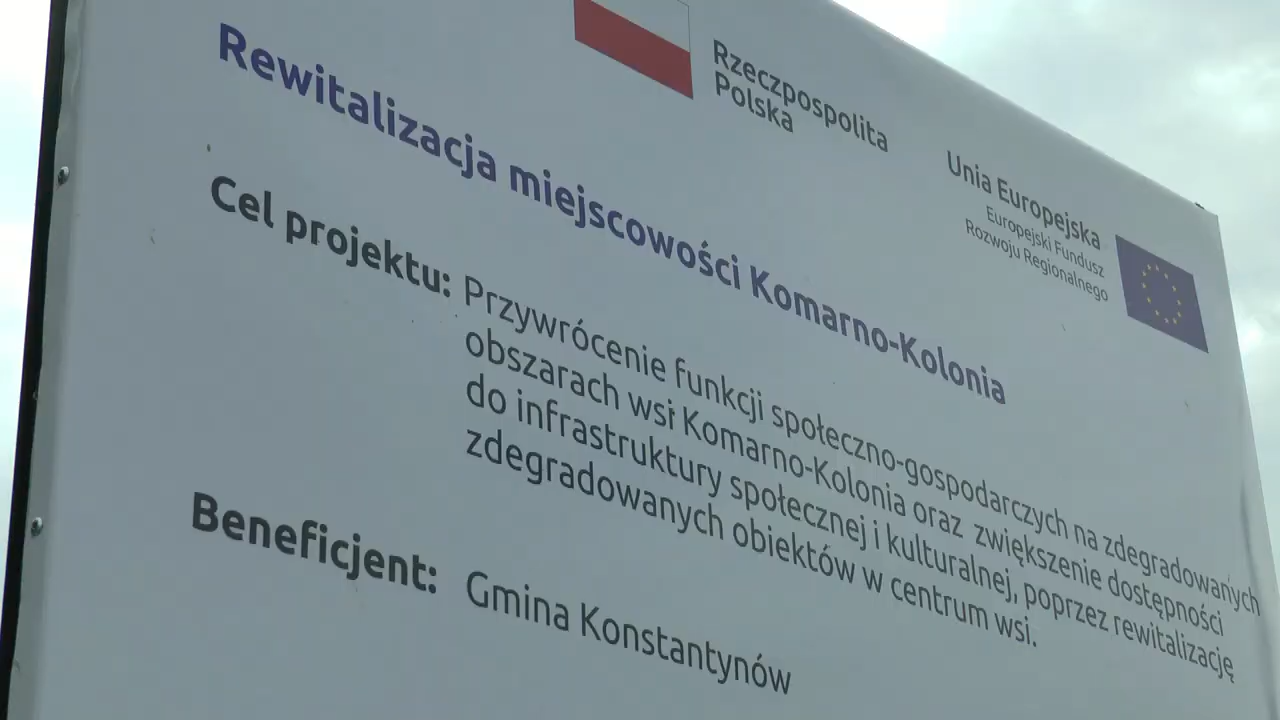 Rzeczpospolita
Polska
Unia Europejska
Europejski Fundusz
Rozwoju Regionalnego
Rewitalizacja miejscowości Komarno-Kolonia
Cel projektu: Przywrócenie funkcji społeczno-gospodarczych na zdegradowanych
obszarach wsi Komarno-Kolonia oraz zwiększenie dostępności
do infrastruktury społecznej i kulturalnej, poprzez rewitalizację
zdegradowanych obiektów w centrum wsi.
Beneficjent: Gmina Konstantynów